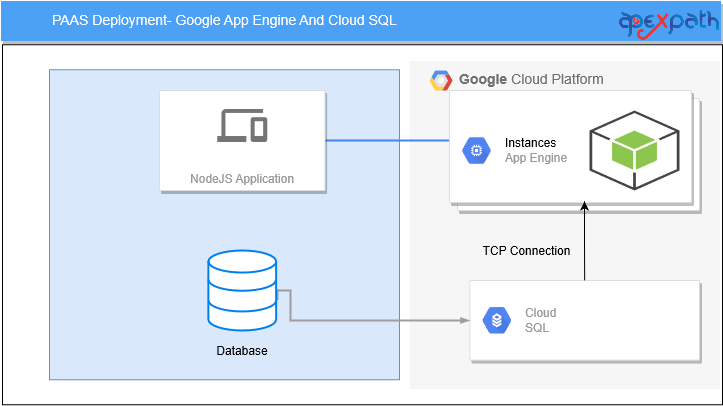 PAAS Deployment- Google App Engine And Cloud SQL
apexpath
Google Cloud Platform
NodeJS Application
Instances
App Engine
TCP Connection
Cloud
SQL
Database